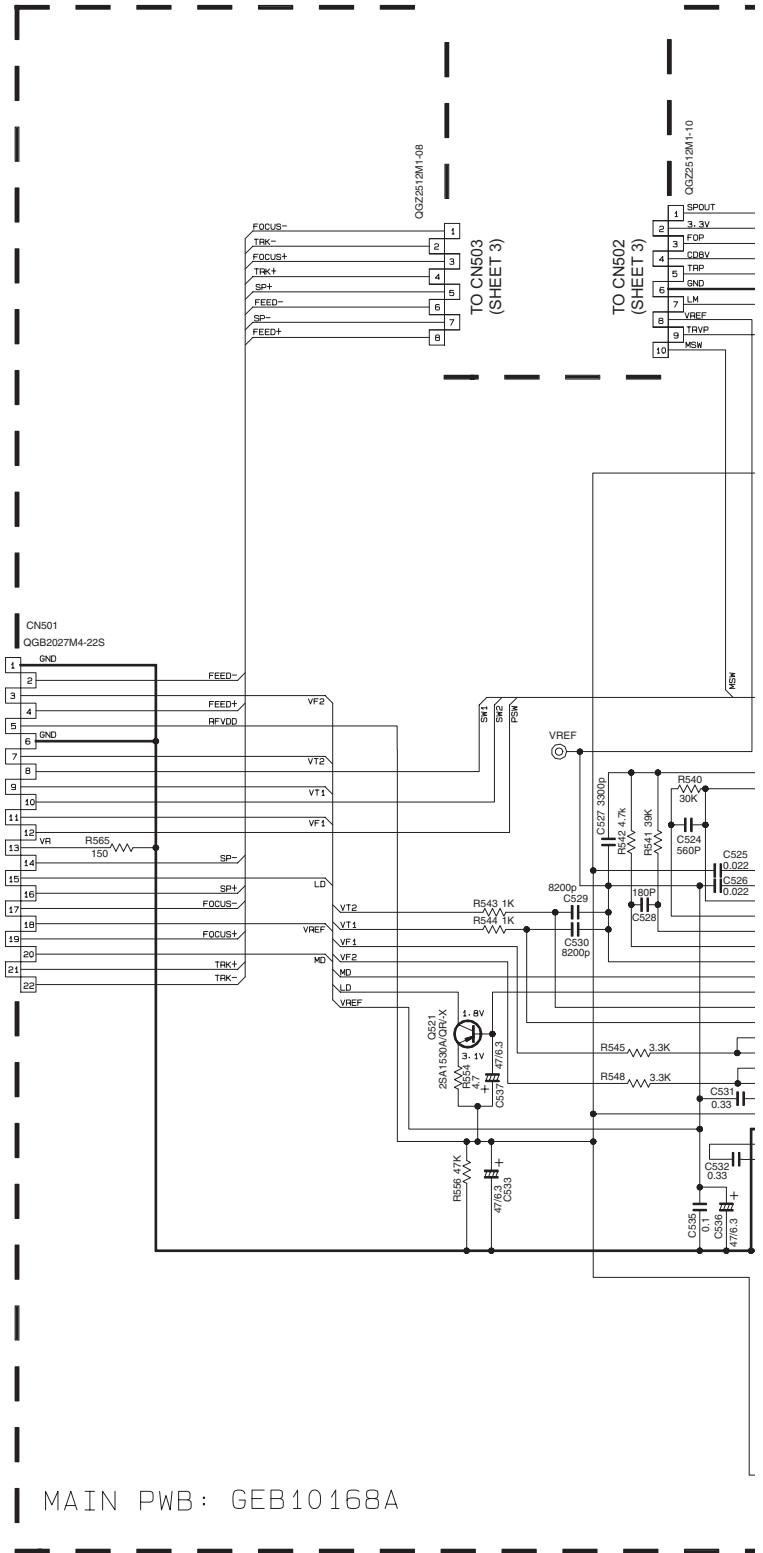 QGZ2512M1-08
QGZ2512M1-10
FOCUS-
1
TRK-
2
FOCUS+
3
TRK+
4
SP+
5
FEED-
6
SP-
7
FEED+
8
TO CN503
(SHEET 3)
TO CN502
(SHEET 3)
1 SPOUT
2 3.3V
3 FOP
4 CDBV
5 TRP
6 GND
7 LM
8 VREF
9 TRVP
10 MSW
CN501
QGB2027M4-22S
1 GND
2 FEED-
3 VF2
4 FEED+
5 RFVDD
6 GND
7 VT2
8
9 VT1
10
11 VF1
12
13 VR R565
150
14 SP-
15 LD
16 SP+
17 FOCUS-
18 VREF
19 FOCUS+
20 MD
21 TRK+
22 TRK-
SW1
SW2
PSW
MSW
VREF
C527 3300p
R542 4.7k
R541 39K
R540
30K
C524
560P
C525
0.022
C526
0.022
8200p
C529
180P
C528
C530
8200p
VT2
R543 1K
VT1
R544 1K
VF1
VF2
MD
LD
VREF
Q521
2SA1530A/QR/-X
1.8V
3.1V
R554
4.7
+
47/6.3
C537
R545 3.3K
R548 3.3K
C531
0.33
C532
0.33
R556 47K
+
47/6.3
C533
C535
0.1
C536
+
47/6.3
MAIN PWB: GEB10168A